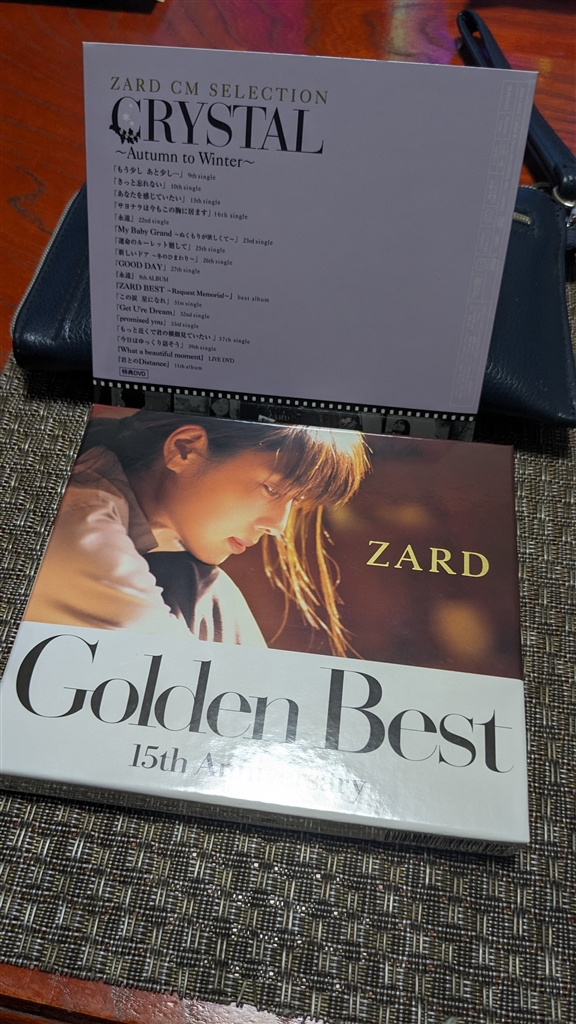 ZARD CM SELECTION
CRYSTAL
~Autumn to Winter~
「もう少し あと少し…」 9th single
「きっと忘れない」 10th single
「あなたを感じていたい」 13th single
「サヨナラは今もこの胸に居ます」 16th single
「永遠」 22nd single
「My Baby Grand ~ぬくもりが欲しくて~」 23rd single
「運命のルーレット廻して」 25th single
「新しいドア ~冬のひまわり~」 26th single
「GOOD DAY」 27th single
『永遠』 8th ALBUM
『ZARD BEST ~Request Memorial~』 best album
「この涙 星になれ」 31st single
「Get U're Dream」 32nd single
「promised you」 33rd single
「もっと近くで君の横顔見ていたい」 37th single
「今日はゆっくり話そう」 39th single
『What a beautiful moment』 LIVE DVD
『君とのDistance』 11th album
特典DVD
ZARD
Golden Best
15th Anniversary